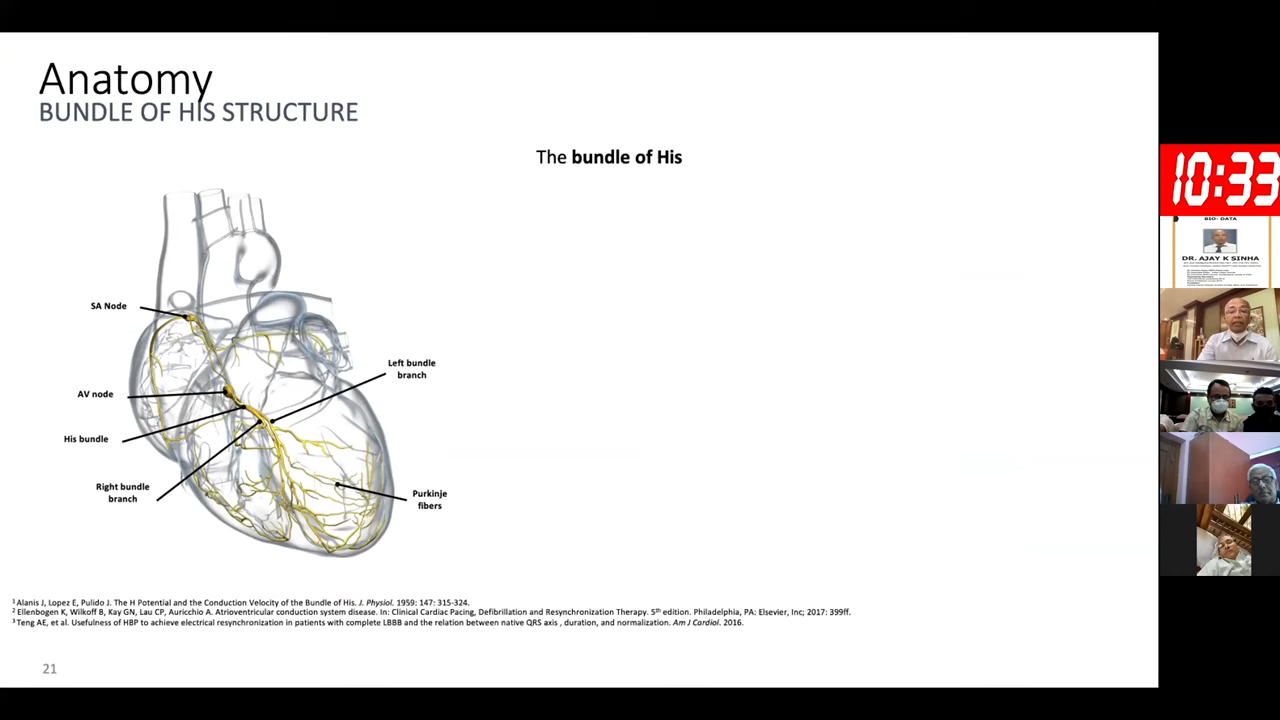 Anatomy
BUNDLE OF HIS STRUCTURE
The bundle of His
SA Node
AV node
His bundle
Right bundle
branch
Left bundle
branch
Purkinje
fibers
1 Alanis J, Lopez E, Pulido J. The H Potential and the Conduction Velocity of the Bundle of His. J. Physiol. 1959: 147: 315-324.
2 Ellenbogen K, Wilkoff B, Kay GN, Lau CP, Auricchio A. Atrioventricular conduction system disease. In: Clinical Cardiac Pacing, Defibrillation and Resynchronization Therapy. 5th edition. Philadelphia, PA: Elsevier, Inc; 2017: 399ff.
3 Teng AE, et al. Usefulness of HBP to achieve electrical resynchronization in patients with complete LBBB and the relation between native QRS axis , duration, and normalization. Am J Cardiol. 2016.
21
10:33
BIO- DATA
DR. AJAY K SINHA